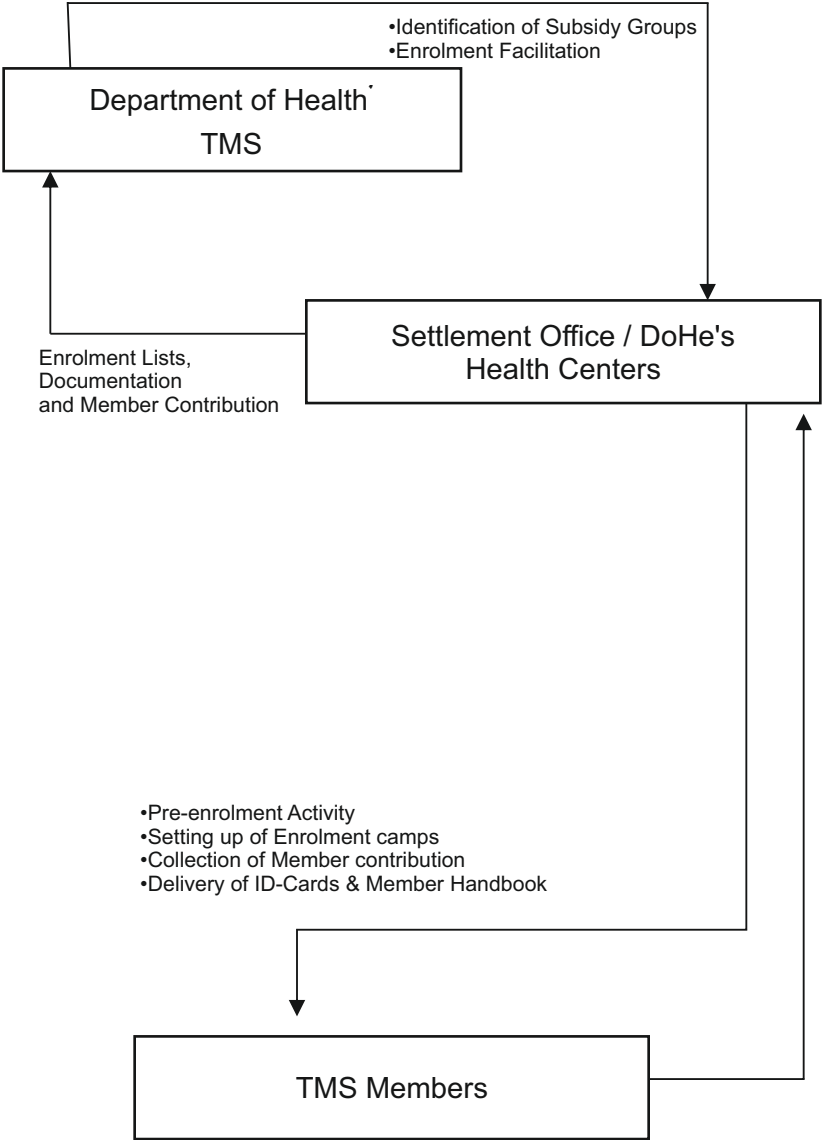 •Identification of Subsidy Groups
•Enrolment Facilitation
Department of Health
TMS
Settlement Office / DoHe's
Health Centers
Enrolment Lists,
Documentation
and Member Contribution
•Pre-enrolment Activity
•Setting up of Enrolment camps
•Collection of Member contribution
•Delivery of ID-Cards & Member Handbook
TMS Members